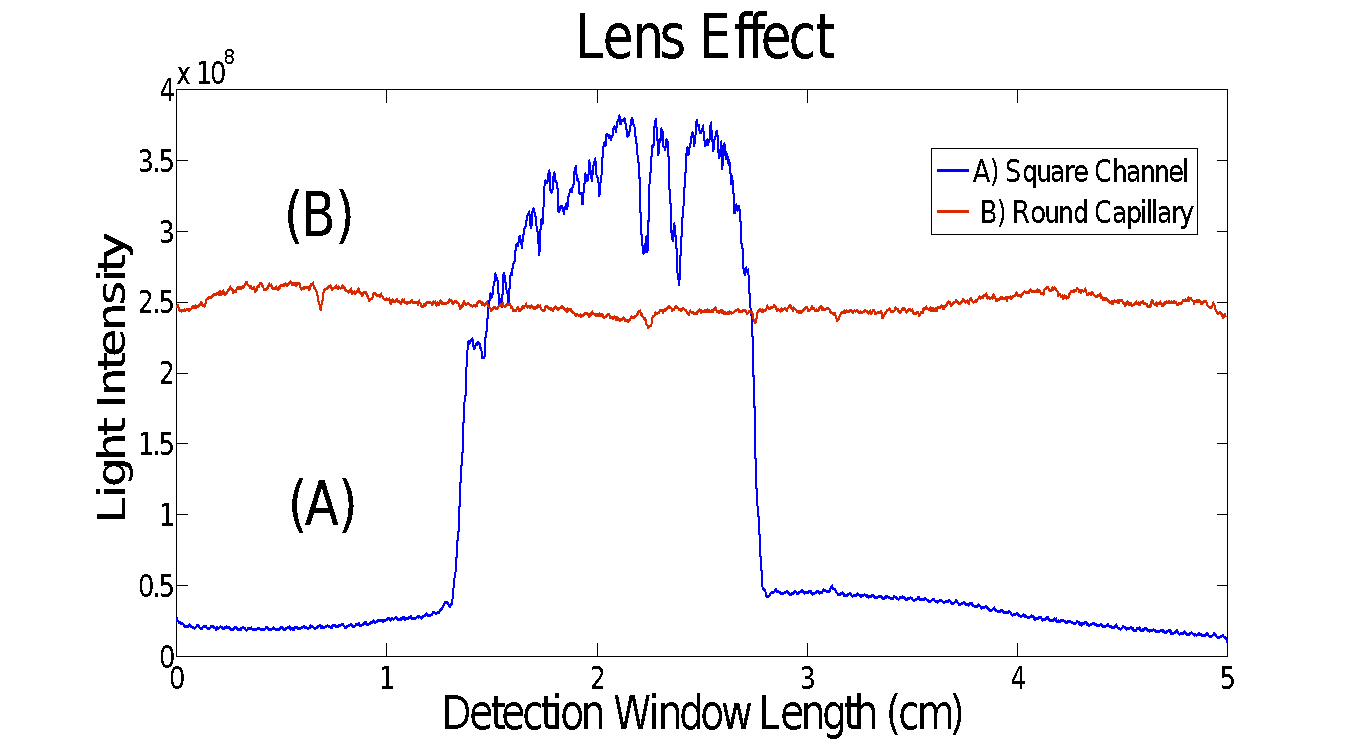 Lens Effect
x 10^8
4
3.5
3
2.5
2
1.5
1
0.5
0
Light Intensity
(B)
(A)
A) Square Channel
B) Round Capillary
0 1 2 3 4 5
Detection Window Length (cm)